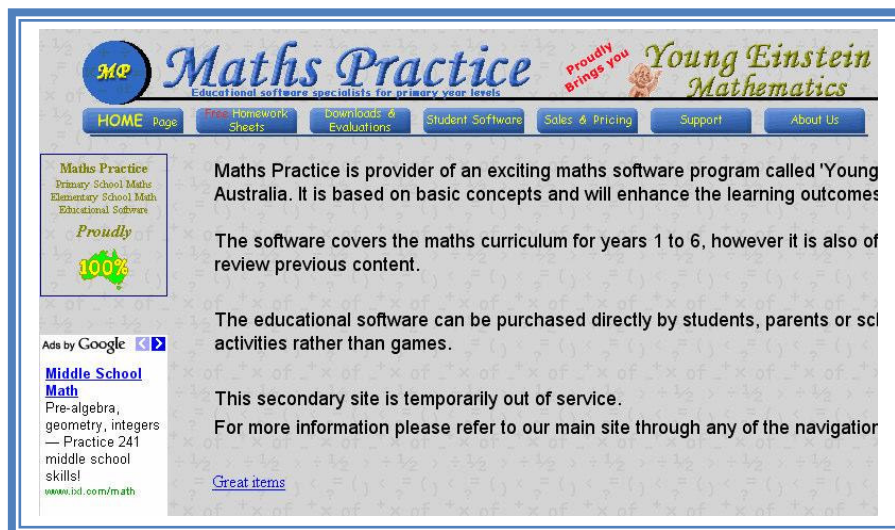 MP
Maths Practice
Educational software specialists for primary year levels
Proudly
Brings you
Young Einstein
Mathematics
HOME Page
Free Homework
Sheets
Downloads &
Evaluations
Student Software
Sales & Pricing
Support
About Us
Maths Practice
Primary School Maths
Elementary School Math
Educational Software
Proudly
100%
Ads by Google
Middle School
Math
Pre-algebra,
geometry, integers
— Practice 241
middle school
skills!
www.ixl.com/math
Maths Practice is provider of an exciting maths software program called 'Young
Australia. It is based on basic concepts and will enhance the learning outcomes
The software covers the maths curriculum for years 1 to 6, however it is also of
review previous content.
The educational software can be purchased directly by students, parents or scl
activities rather than games.
This secondary site is temporarily out of service.
For more information please refer to our main site through any of the navigation
Great items